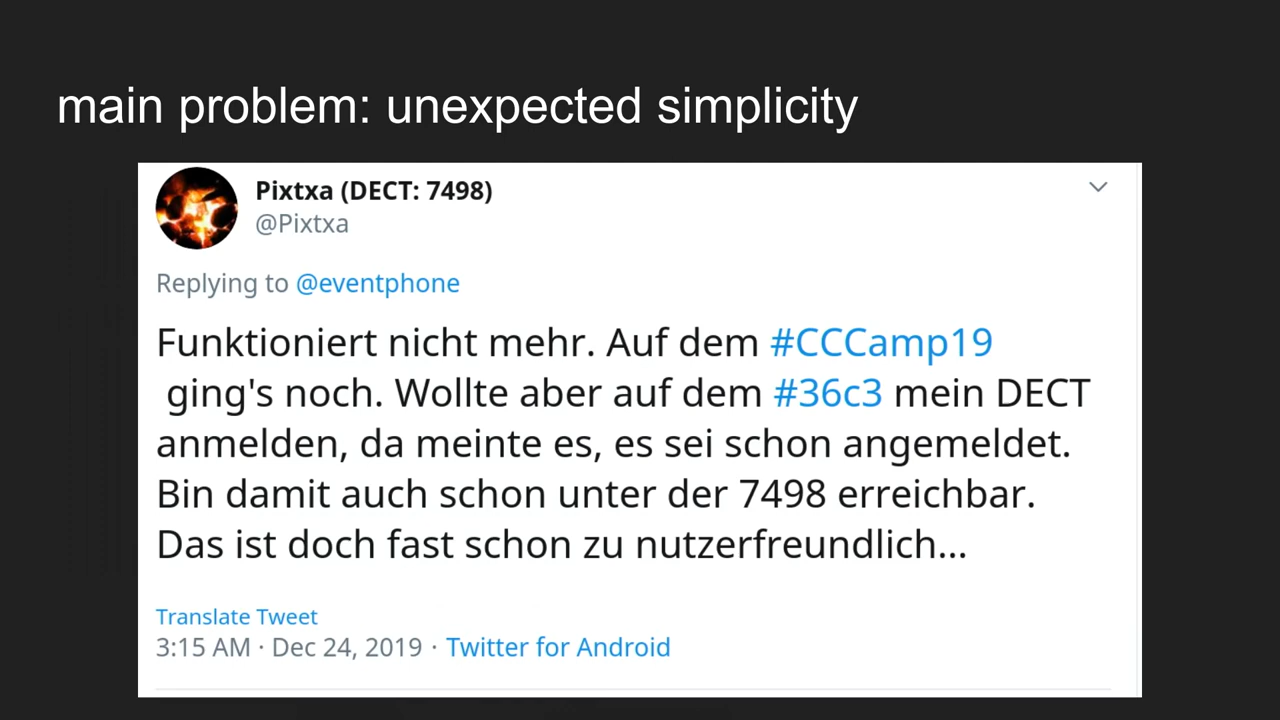 main problem: unexpected simplicity
Pixtxa (DECT: 7498)
@Pixtxa
Replying to @eventphone
Funktioniert nicht mehr. Auf dem #CCCamp19
ging's noch. Wollte aber auf dem #36c3 mein DECT
anmelden, da meinte es, es sei schon angemeldet.
Bin damit auch schon unter der 7498 erreichbar.
Das ist doch fast schon zu nutzerfreundlich...
Translate Tweet
3:15 AM · Dec 24, 2019 · Twitter for Android